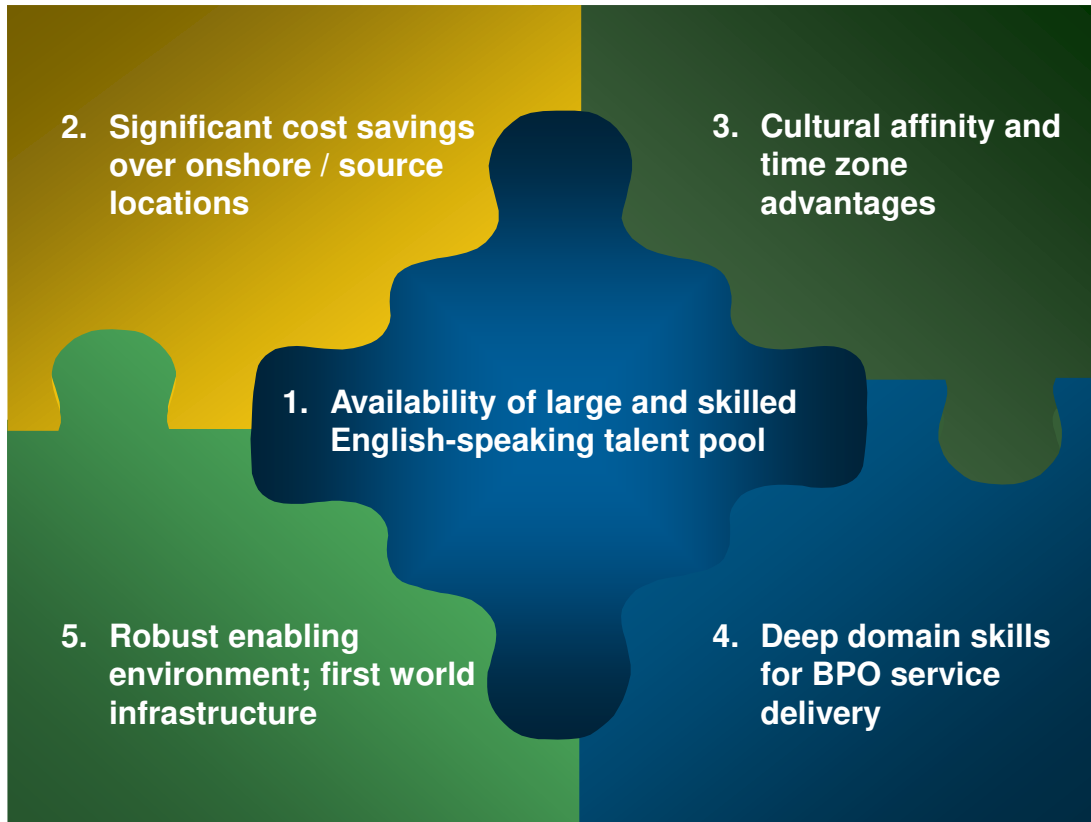 2. Significant cost savings
over onshore / source
locations
3. Cultural affinity and
time zone
advantages
1. Availability of large and skilled
English-speaking talent pool
5. Robust enabling
environment; first world
infrastructure
4. Deep domain skills
for BPO service
delivery